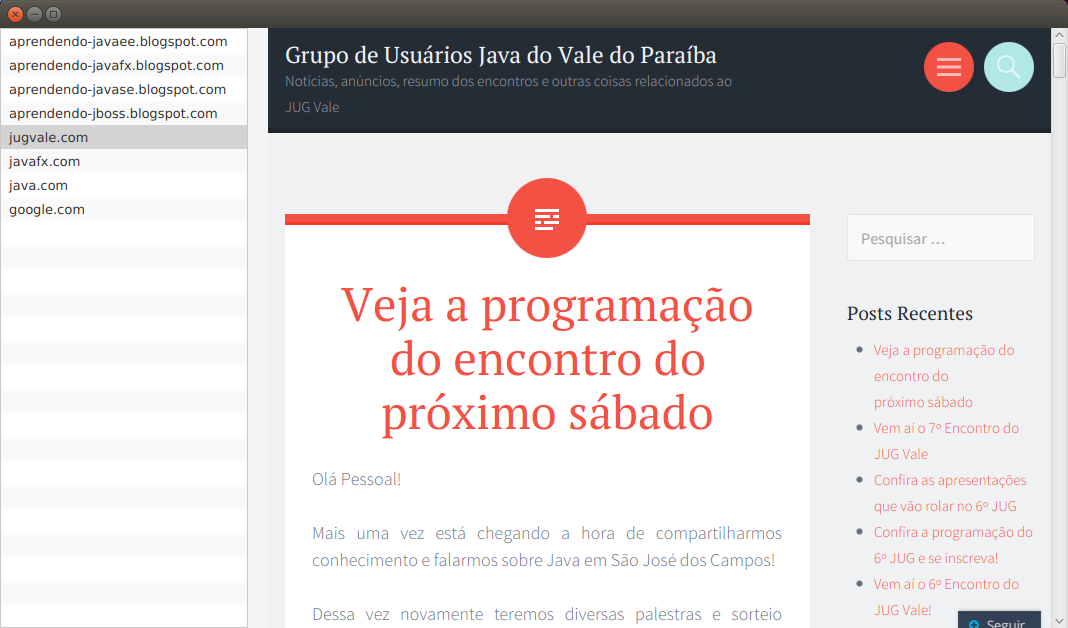 aprendendo-javaee.blogspot.com
aprendendo-javafx.blogspot.com
aprendendo-javase.blogspot.com
aprendendo-jboss.blogspot.com
jugvale.com
javafx.com
java.com
google.com
Grupo de Usuários Java do Vale do Paraíba
Notícias, anúncios, resumo dos encontros e outras coisas relacionados ao
JUG Vale
Veja a programação
do encontro do
próximo sábado
Olá Pessoal!
Mais uma vez está chegando a hora de compartilharmos
conhecimento e falarmos sobre Java em São José dos Campos!
Dessa vez novamente teremos diversas palestras e sorteio
Pesquisar …
Posts Recentes
Veja a programação do
encontro do
próximo sábado
Vem aí o 7º Encontro do
JUG Vale
Confira as apresentações
que vão rolar no 6º JUG
Confira a programação do
6º JUG e se inscreva!
Vem aí o 6º Encontro do
JUG Vale!
Seguir